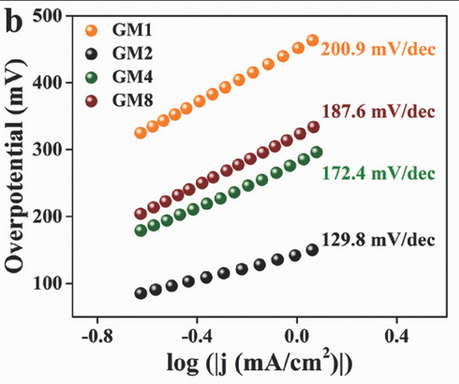 b
500
400
300
200
100
Overpotential (mV)
GM1
GM2
GM4
GM8
200.9 mV/dec
187.6 mV/dec
172.4 mV/dec
129.8 mV/dec
-0.8
-0.4
0.0
0.4
log (|j (mA/cm²)|)